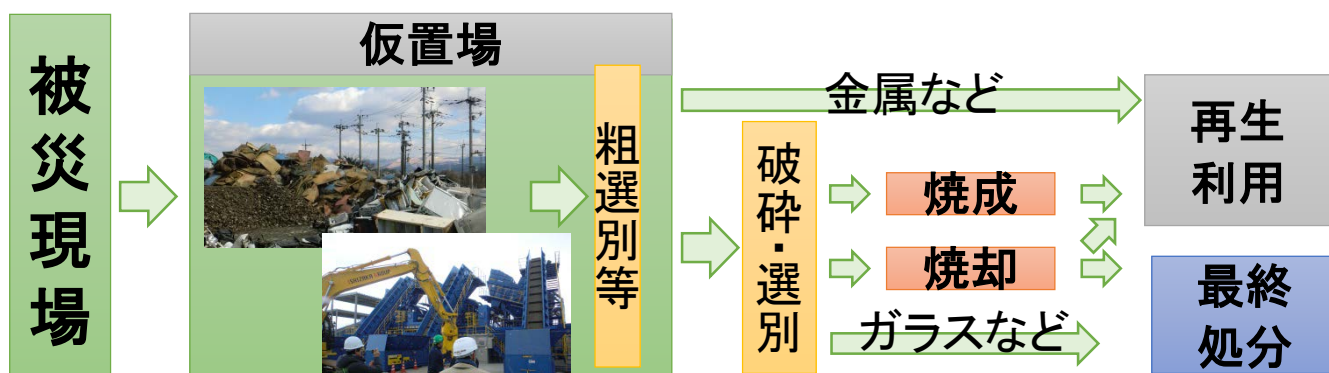 被災現場
仮置場
粗選別等
金属など
破砕・選別
焼成
焼却
ガラスなど
再生
利用
最終
処分